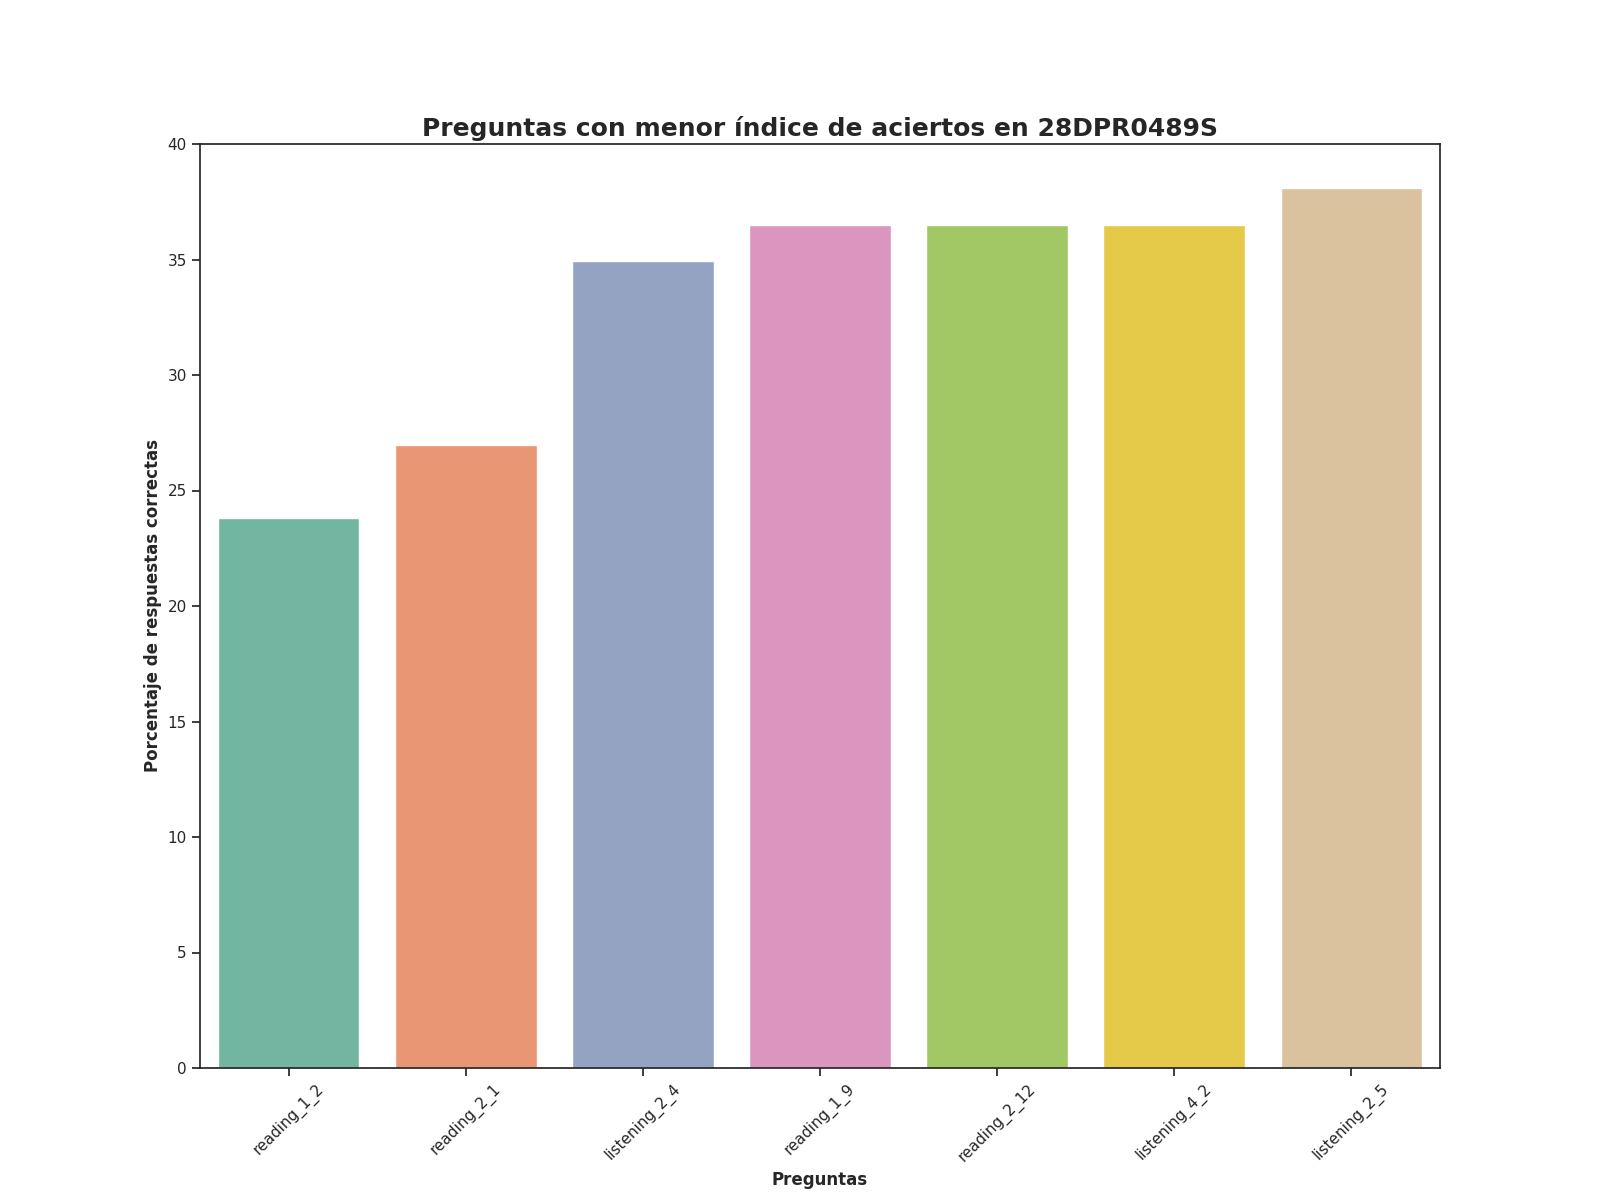 Preguntas con menor índice de aciertos en 28DPR0489S
Porcentaje de respuestas correctas
40
35
30
25
20
15
10
5
0
reading_1_2
reading_2_1
listening_2_4
reading_1_9
reading_2_12
listening_4_2
listening_2_5
Preguntas